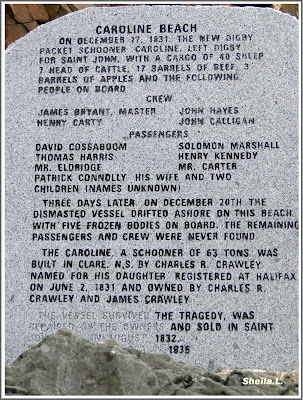 CAROLINE BEACH
ON DECEMBER 17, 1831, THE NEW DIGBY
PACKET SCHOONER CAROLINE, LEFT DIGBY
FOR SAINT JOHN, WITH A CARGO OF 40 SHEEP
7 HEAD OF CATTLE, 17 BARRELS OF BEEF, 3
BARRELS OF APPLES AND THE FOLLOWING
PEOPLE ON BOARD
CREW
JAMES BRYANT, MASTER JOHN HAYES
HENRY CARTY JOHN CALLIGAN
PASSENGERS
DAVID COSSABOOM SOLOMON MARSHALL
THOMAS HARRIS HENRY KENNEDY
MR. ELDRIDGE MR. CARTER
PATRICK CONNOLLY HIS WIFE AND TWO
CHILDREN (NAMES UNKNOWN)
THREE DAYS LATER, ON DECEMBER 20TH, THE
DISMASTED VESSEL DRIFTED ASHORE ON THIS BEACH
WITH FIVE FROZEN BODIES ON BOARD. THE REMAINING
PASSENGERS AND CREW WERE NEVER FOUND
THE CAROLINE, A SCHOONER OF 63 TONS WAS
BUILT IN CLARE, N.S. BY CHARLES R. CRAWLEY
NAMED FOR HIS DAUGHTER REGISTERED AT HALIFAX
ON JUNE 2, 1831 AND OWNED BY CHARLES R.
CRAWLEY AND JAMES CRAWLEY
THE VESSEL SURVIVED THE TRAGEDY, WAS
BY THE OWNERS AND SOLD IN SAINT
1832.
1835
Sheila L.